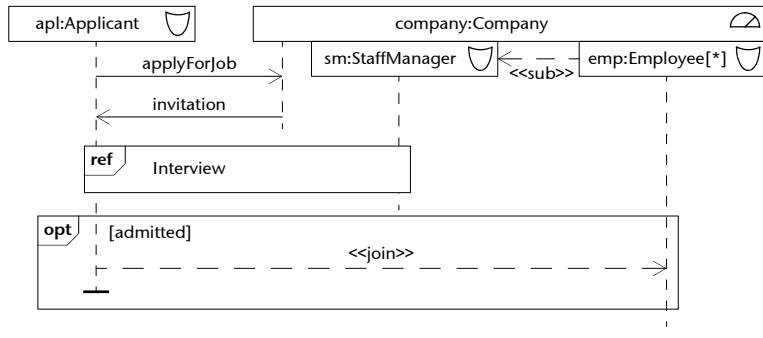 apl:Applicant
company:Company
sm:StaffManager
<<sub>>
emp:Employee[*]
applyForJob
invitation
ref
Interview
opt
[admitted]
<<join>>